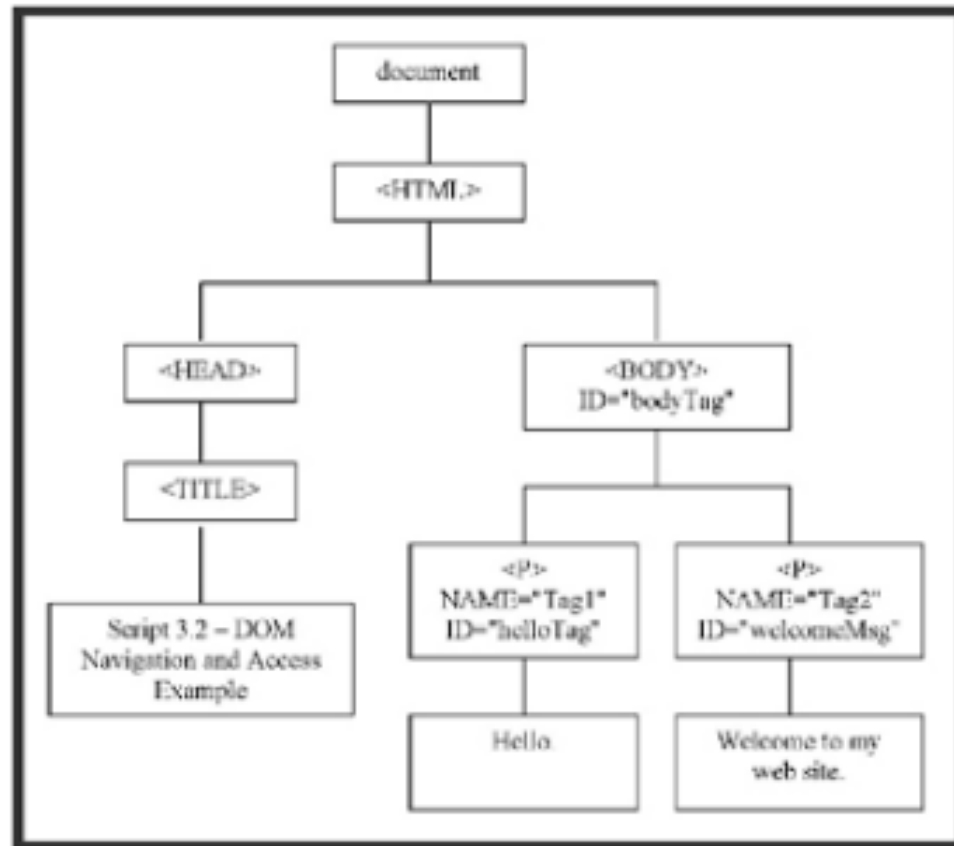 document
<HTML>
<HEAD>
<BODY>
ID="bodyTag"
<TITLE>
<P>
NAME="Tag1"
ID="helloTag"
<P>
NAME="Tag2"
ID="welcomeMsg"
Script 3.2 – DOM
Navigation and Access
Example
Hello.
Welcome to my
web site.